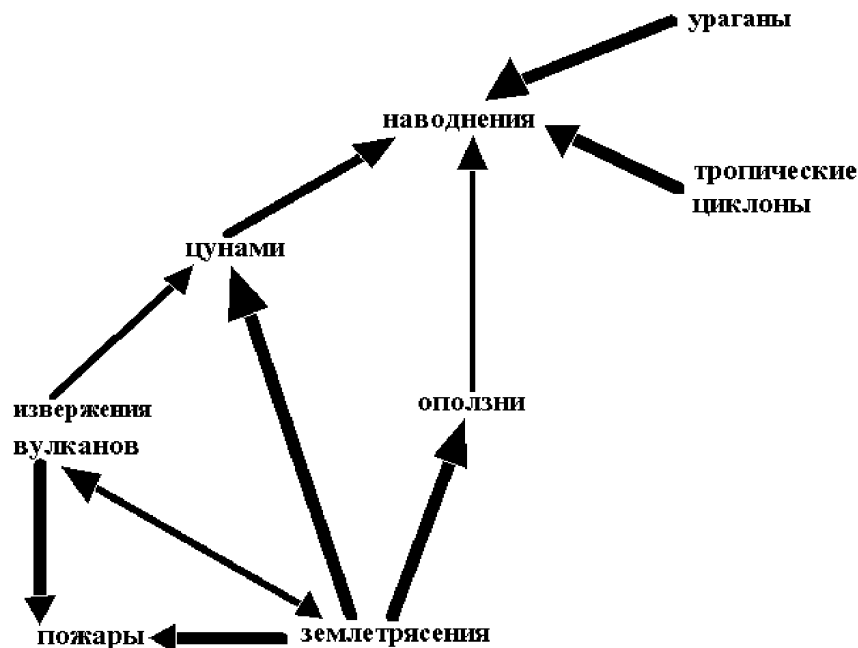 ураганы
наводнения
тропические
циклоны
цунами
извержения
вулканов
оползни
пожары
землетрясения